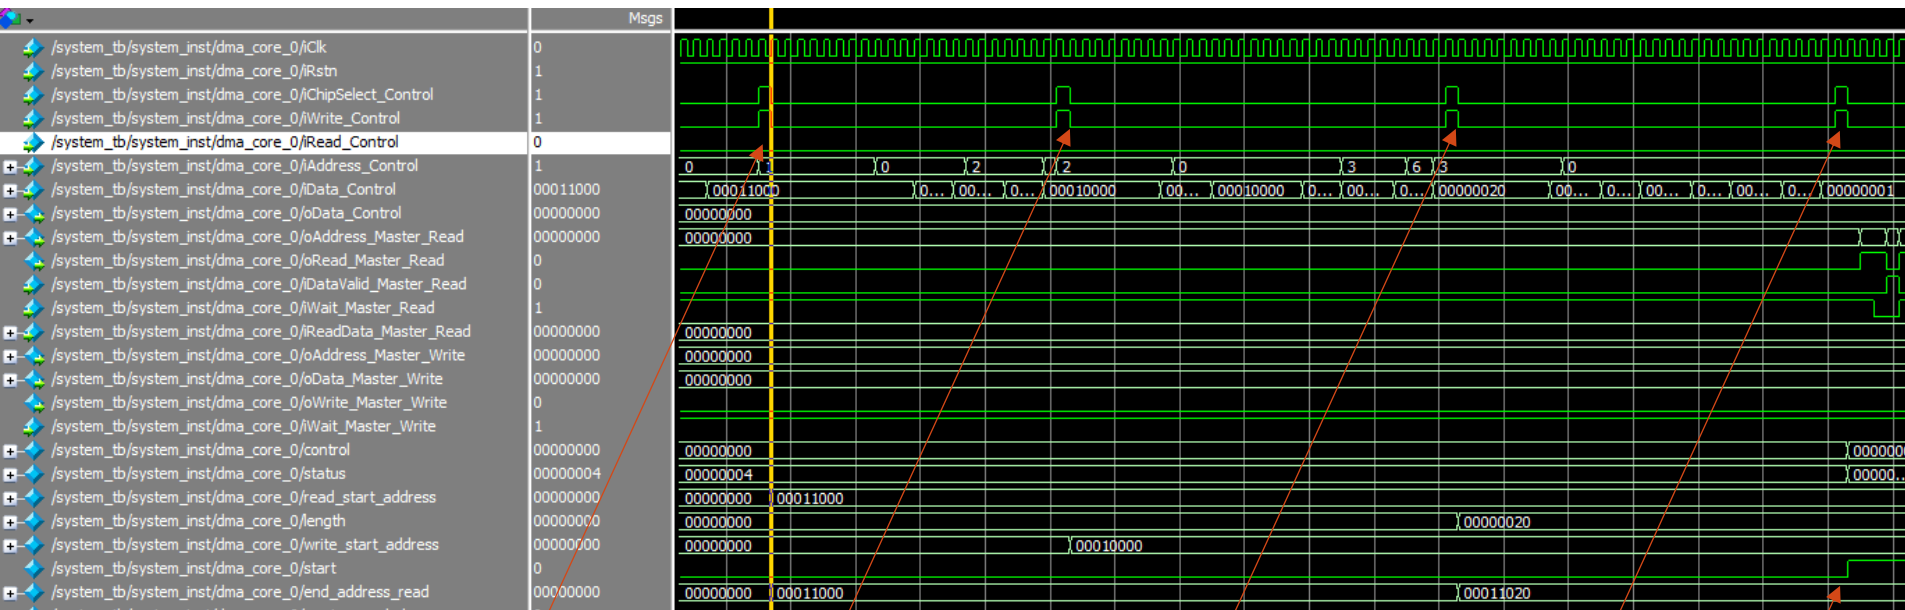 Msgs
/system_tb/system_inst/dma_core_0/iClk 0
/system_tb/system_inst/dma_core_0/iRstn 1
/system_tb/system_inst/dma_core_0/iChipSelect_Control 1
/system_tb/system_inst/dma_core_0/iWrite_Control 1
/system_tb/system_inst/dma_core_0/iRead_Control 0
/system_tb/system_inst/dma_core_0/iAddress_Control 1 0 1 0 2 2 0 3 6 3 0
/system_tb/system_inst/dma_core_0/iData_Control 00011000 00011000 0... 00... 0... 00010000 00... 00010000 0... 00... 0... 00000020 00... 0... 00... 0... 00... 0... 00000001
/system_tb/system_inst/dma_core_0/oData_Control 00000000 00000000
/system_tb/system_inst/dma_core_0/oAddress_Master_Read 00000000 00000000
/system_tb/system_inst/dma_core_0/oRead_Master_Read 0
/system_tb/system_inst/dma_core_0/iDataValid_Master_Read 0
/system_tb/system_inst/dma_core_0/iWait_Master_Read 1
/system_tb/system_inst/dma_core_0/iReadData_Master_Read 00000000 00000000
/system_tb/system_inst/dma_core_0/oAddress_Master_Write 00000000 00000000
/system_tb/system_inst/dma_core_0/oData_Master_Write 00000000 00000000
/system_tb/system_inst/dma_core_0/oWrite_Master_Write 0
/system_tb/system_inst/dma_core_0/iWait_Master_Write 1
/system_tb/system_inst/dma_core_0/control 00000000 00000000 000000
/system_tb/system_inst/dma_core_0/status 00000004 00000004 00000...
/system_tb/system_inst/dma_core_0/read_start_address 00000000 00000000 00011000
/system_tb/system_inst/dma_core_0/length 00000000 00000000 00000020
/system_tb/system_inst/dma_core_0/write_start_address 00000000 00000000 00010000
/system_tb/system_inst/dma_core_0/start 0
/system_tb/system_inst/dma_core_0/end_address_read 00000000 00000000 00011000 00011020